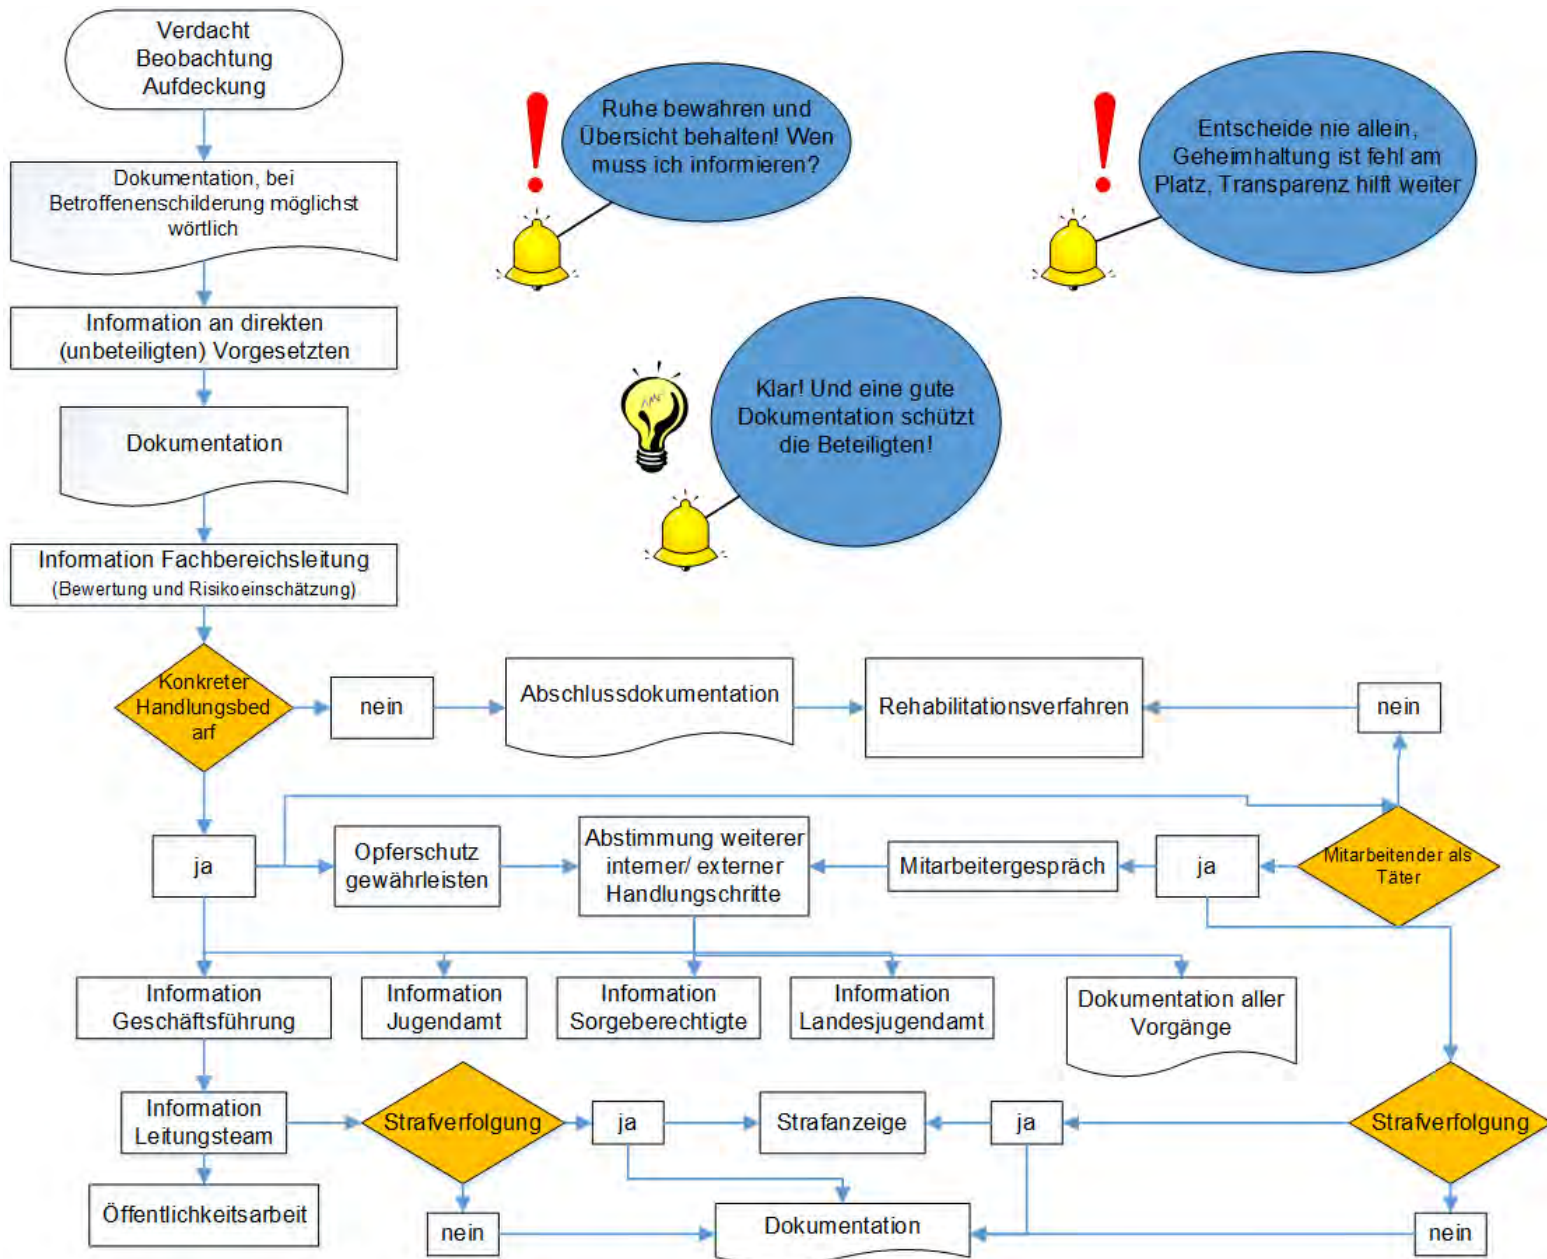 Verdacht
Beobachtung
Aufdeckung
Ruhe bewahren und
Übersicht behalten! Wen
muss ich informieren?
Entscheide nie allein,
Geheimhaltung ist fehl am
Platz, Transparenz hilft weiter
Dokumentation, bei
Betroffenenschilderung möglichst
wörtlich
Information an direkten
(unbeteiligten) Vorgesetzten
Klar! Und eine gute
Dokumentation schützt
die Beteiligten!
Dokumentation
Information Fachbereichsleitung
(Bewertung und Risikoeinschätzung)
Konkreter
Handlungsbed
arf
nein
Abschlussdokumentation
Rehabilitationsverfahren
nein
ja
Opferschutz
gewährleisten
Abstimmung weiterer
interner/ externer
Handlungschritte
Mitarbeitergespräch
ja
Mitarbeitender als
Täter
Information
Geschäftsführung
Information
Jugendamt
Information
Sorgeberechtigte
Information
Landesjugendamt
Dokumentation aller
Vorgänge
Information
Leitungsteam
Strafverfolgung
ja
Strafanzeige
ja
Strafverfolgung
Öffentlichkeitsarbeit
nein
Dokumentation
nein